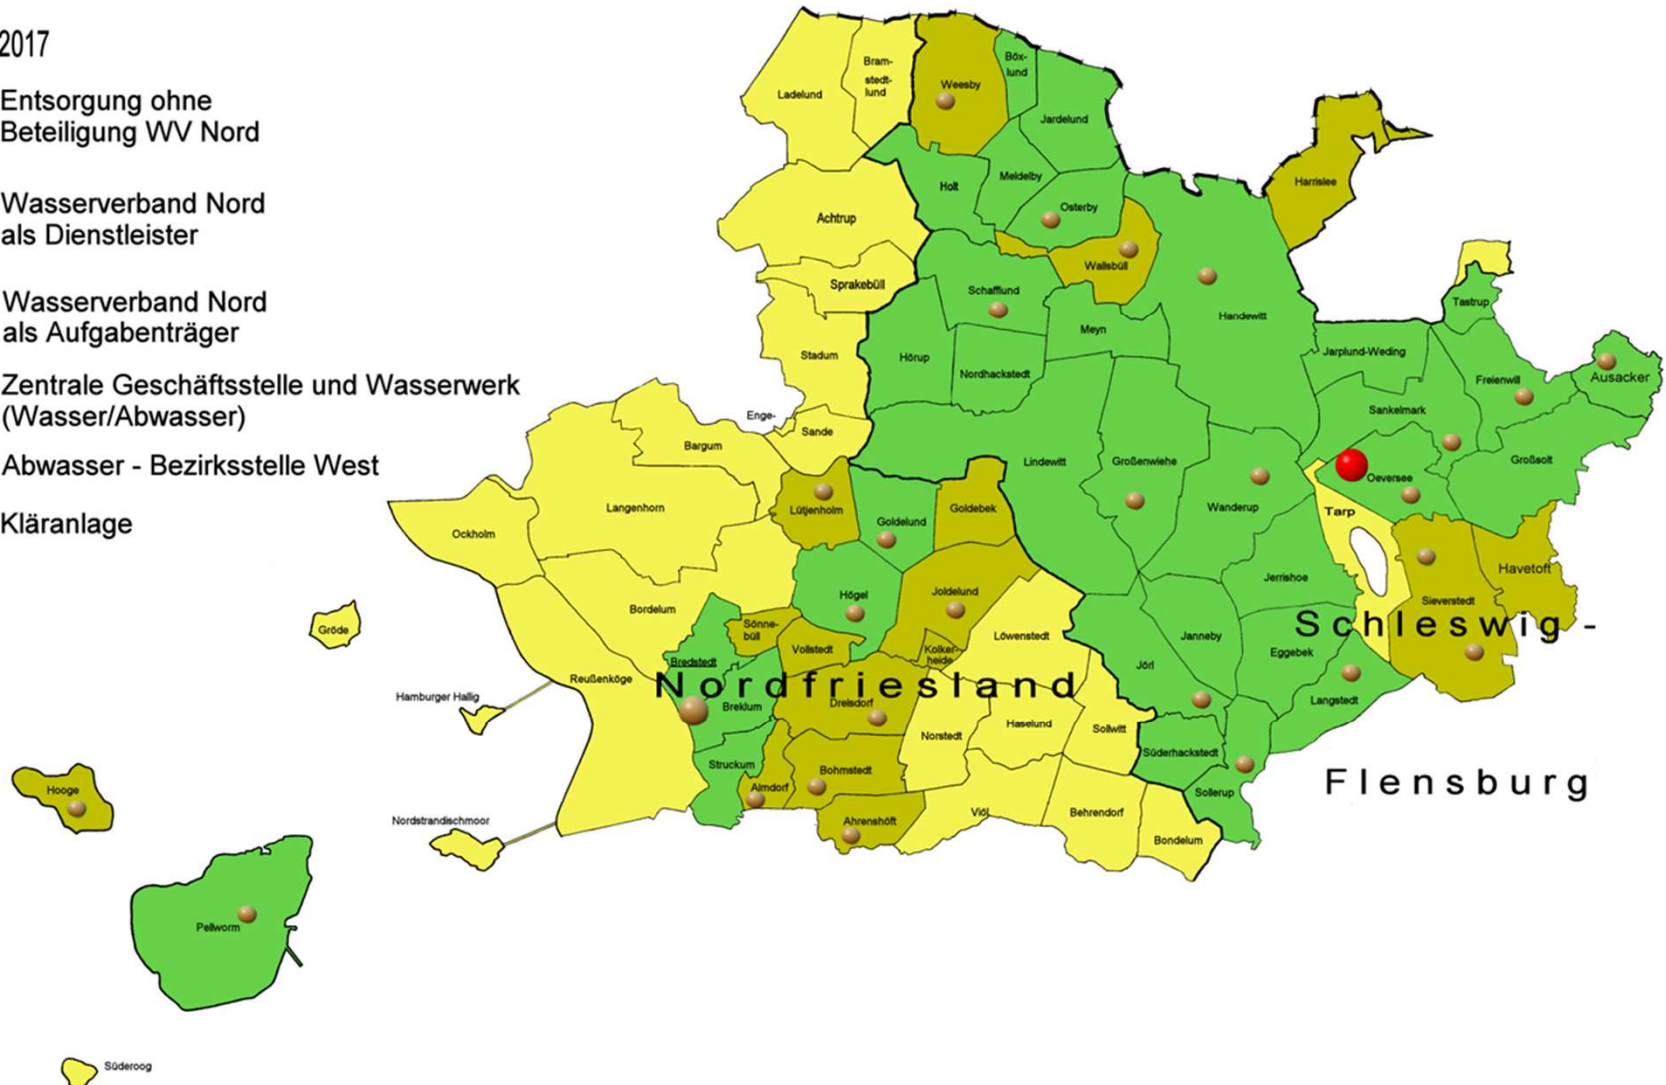 2017
Entsorgung ohne
Beteiligung WV Nord
Wasserverband Nord
als Dienstleister
Wasserverband Nord
als Aufgabenträger
Zentrale Geschäftsstelle und Wasserwerk
(Wasser/Abwasser)
Abwasser - Bezirksstelle West
Kläranlage
Ladelund
Bram-
stedt-
lund
Weesby
Böx-
lund
Jardelund
Harrislee
Holt
Meldelby
Osterby
Achtrup
Wallsbüll
Sprakebüll
Schafflund
Handewitt
Tastrup
Stadum
Hörup
Meyn
Nordhackstedt
Jarplund-Weding
Freienwill
Ausacker
Enge-
Sande
Sankelmark
Bargum
Lindewitt
Großenwiehe
Großsolt
Oeversee
Langenhorn
Lütjenholm
Goldelund
Goldebek
Wanderup
Tarp
Ockholm
Havetoft
Jerrishoe
Sieverstedt
Bordelum
Högel
Joldelund
Schleswig -
Gröde
Sönne-
büll
Vollstedt
Kolker-
heide
Löwenstedt
Janneby
Eggebek
Bredstedt
Jörl
Reußenköge
Nordfriesland
Langstedt
Hamburger Hallig
Breklum
Drelsdorf
Norstedt
Haselund
Sollwitt
Süderhackstedt
Struckum
Bohmstedt
Almdorf
Flensburg
Hooge
Sollerup
Nordstrandischmoor
Ahrenshöft
Viöl
Behrendorf
Bondelum
Pellworm
Süderoog